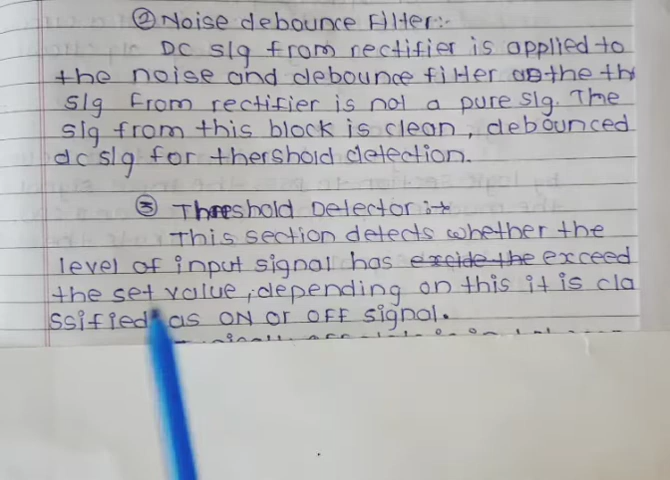 ② Noise debounce Filter:-
DC sig from rectifier is applied to
the noise and debounce filter as the th
sig from rectifier is not a pure sig. The
sig from this block is clean, debounced
dc sig for thershold detection.
③ Threshold Detector :→
This section detects whether the
level of input signal has excide the exceed
the set value, depending on this it is cla
ssified as ON or OFF signal.